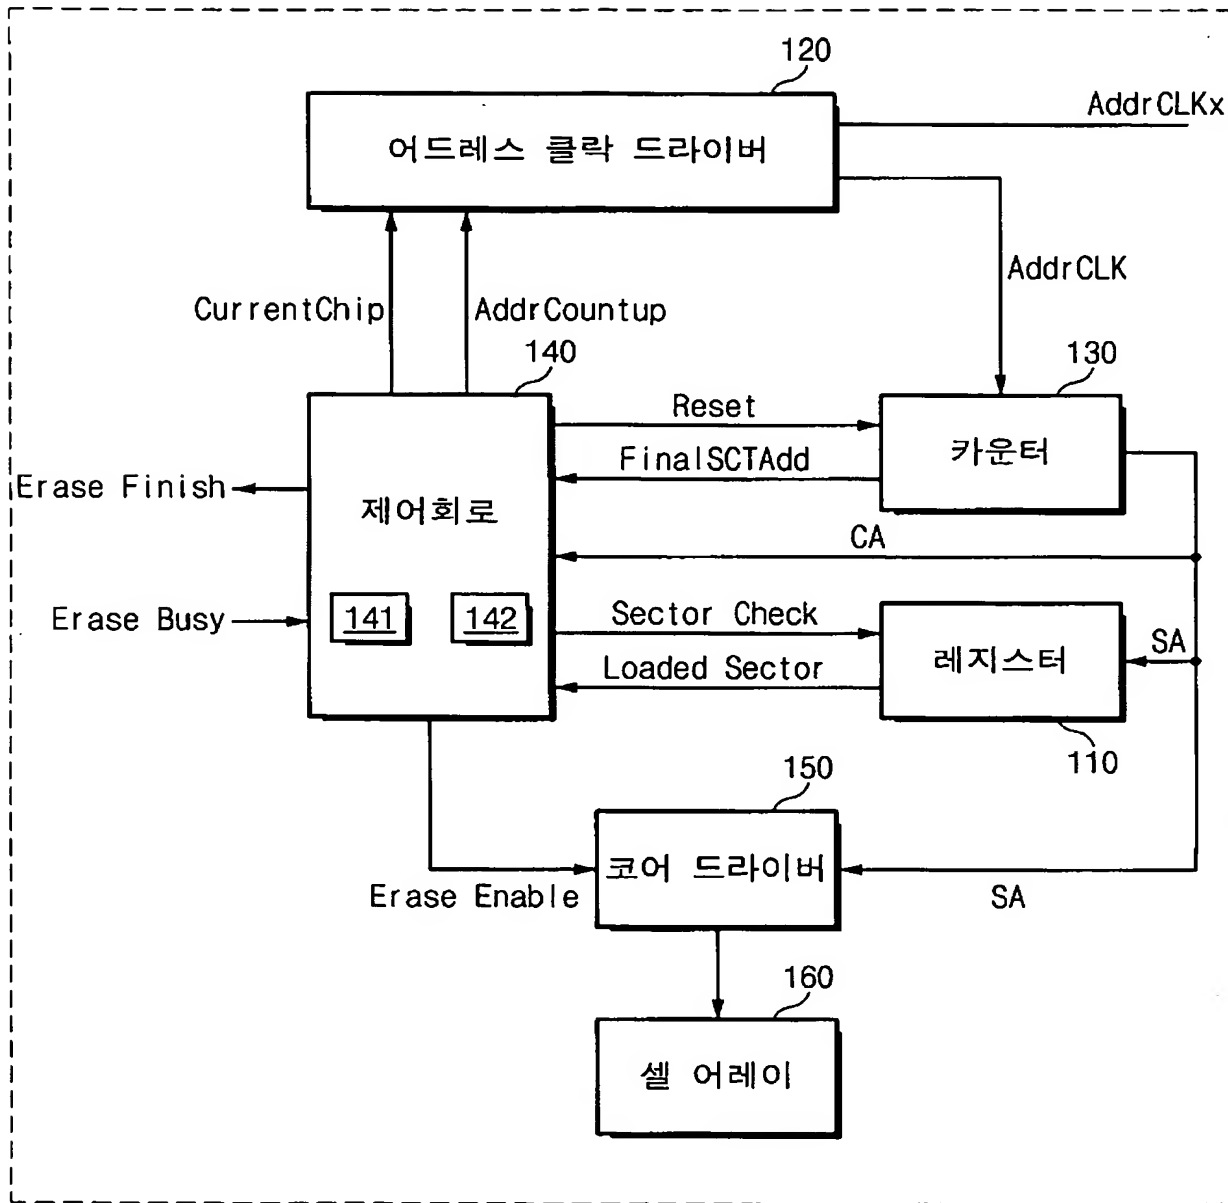 120
AddrCLKx
어드레스 클락 드라이버
AddrCLK
CurrentChip
AddrCountup
140
130
Reset
카운터
FinalSCTAdd
Erase Finish
제어회로
CA
141
142
Erase Busy
Sector Check
레지스터
SA
Loaded Sector
110
150
코어 드라이버
Erase Enable
SA
160
셀 어레이